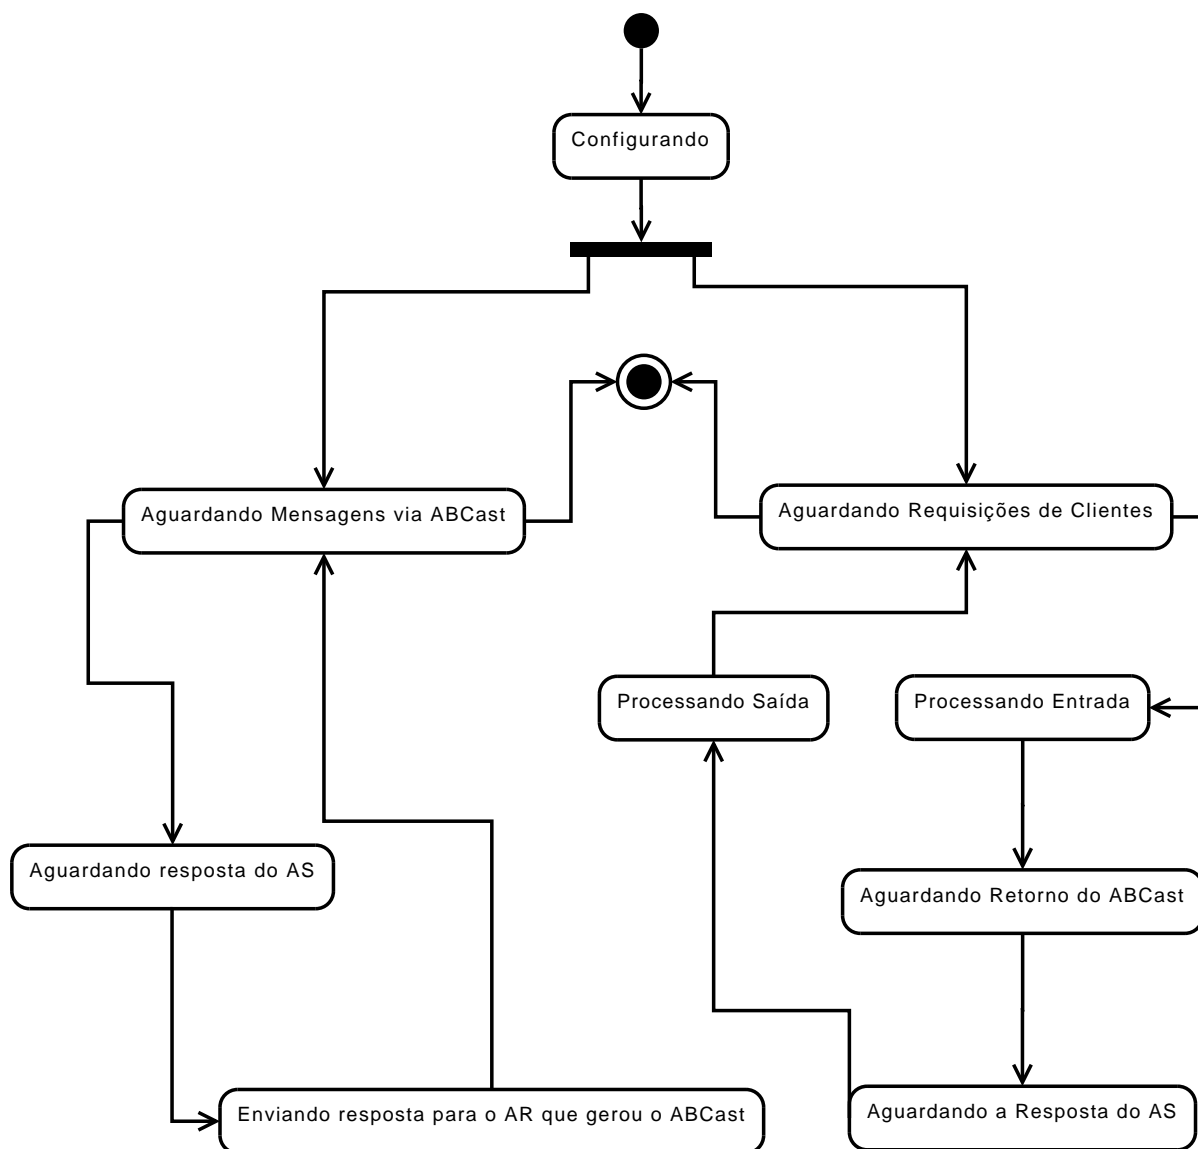 Configurando
Aguardando Mensagens via ABCast
Aguardando Requisições de Clientes
Processando Saída
Processando Entrada
Aguardando resposta do AS
Aguardando Retorno do ABCast
Enviando resposta para o AR que gerou o ABCast
Aguardando a Resposta do AS